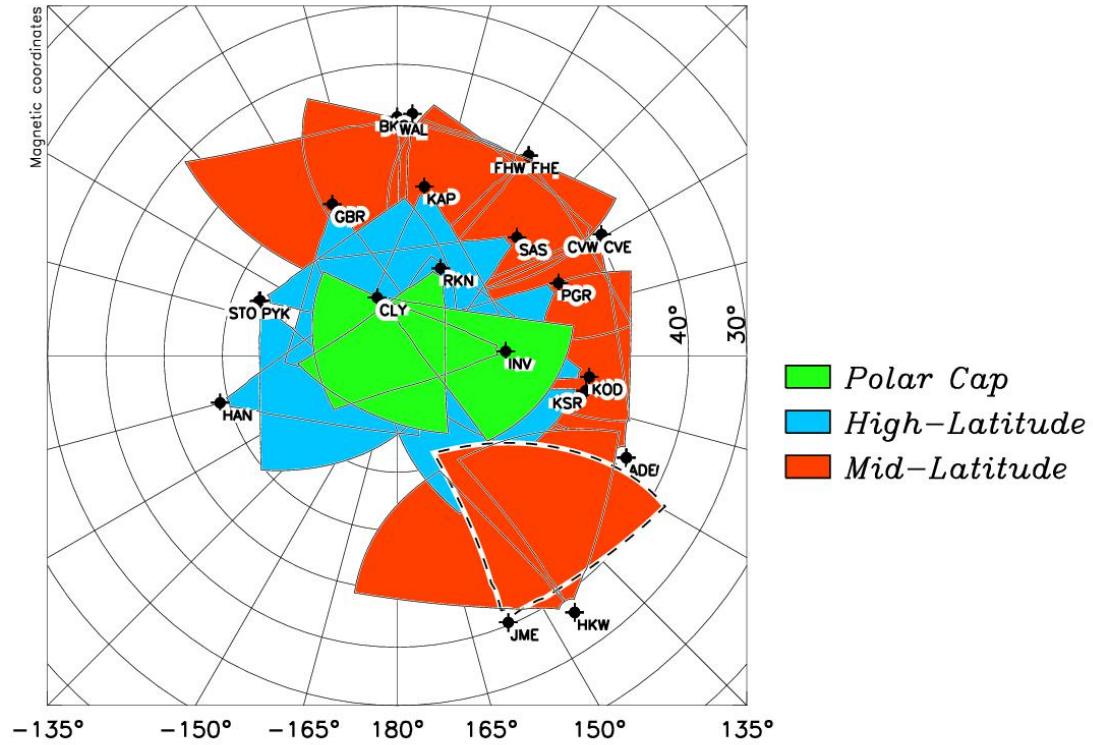 Magnetic coordinates
BKS WAL
FHW FHE
KAP
GBR
SAS
CVW CVE
RKN
PGR
STO PYK
CLY
40° 30°
INV
KOD
KSR
HAN
ADE
JME
HKW
-135° -150° -165° 180° 165° 150° 135°
Polar Cap
High-Latitude
Mid-Latitude